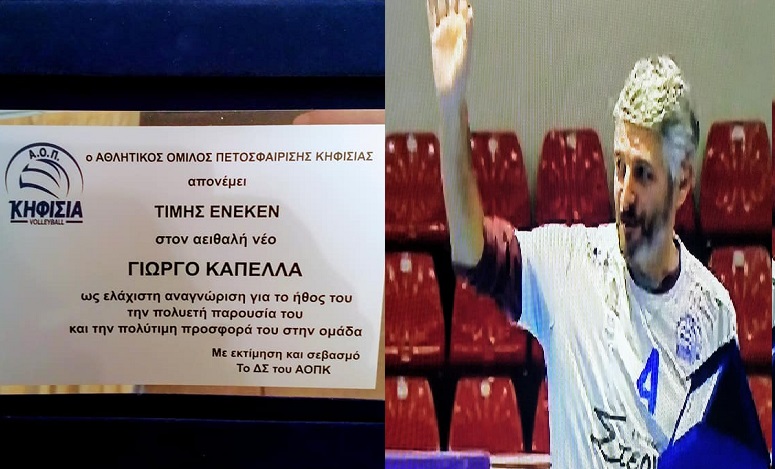 Α.Ο.Π.
ΚΗΦΙΣΙΑ
VOLLEYBALL
ο ΑΘΛΗΤΙΚΟΣ ΟΜΙΛΟΣ ΠΕΤΟΣΦΑΙΡΙΣΗΣ ΚΗΦΙΣΙΑΣ
απονέμει
ΤΙΜΗΣ ΕΝΕΚΕΝ
στον αειθαλή νέο
ΓΙΩΡΓΟ ΚΑΠΕΛΛΑ
ως ελάχιστη αναγνώριση για το ήθος του
την πολυετή παρουσία του
και την πολύτιμη προσφορά του στην ομάδα
Με εκτίμηση και σεβασμό
Το ΔΣ του ΑΟΠΚ
4